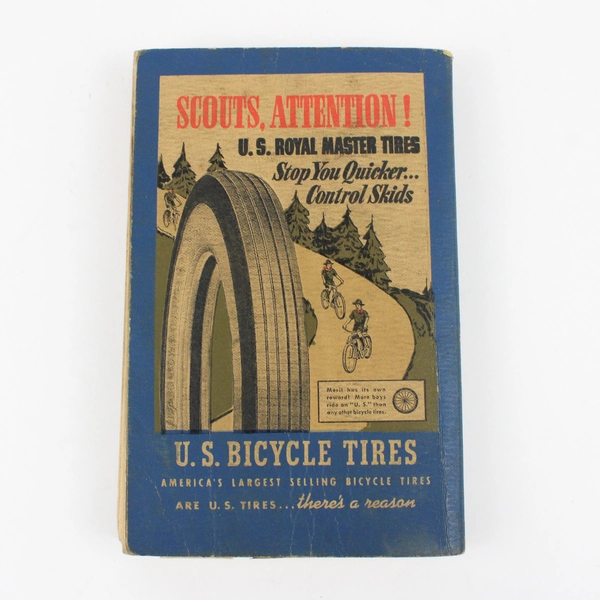 SCOUTS, ATTENTION!
U. S. ROYAL MASTER TIRES
Stop You Quicker...
Control Skids
Merit has its own
reward! More boys
ride on "U. S." than
any other bicycle tires.
U. S. BICYCLE TIRES
AMERICA'S LARGEST SELLING BICYCLE TIRES
ARE U. S. TIRES... there's a reason